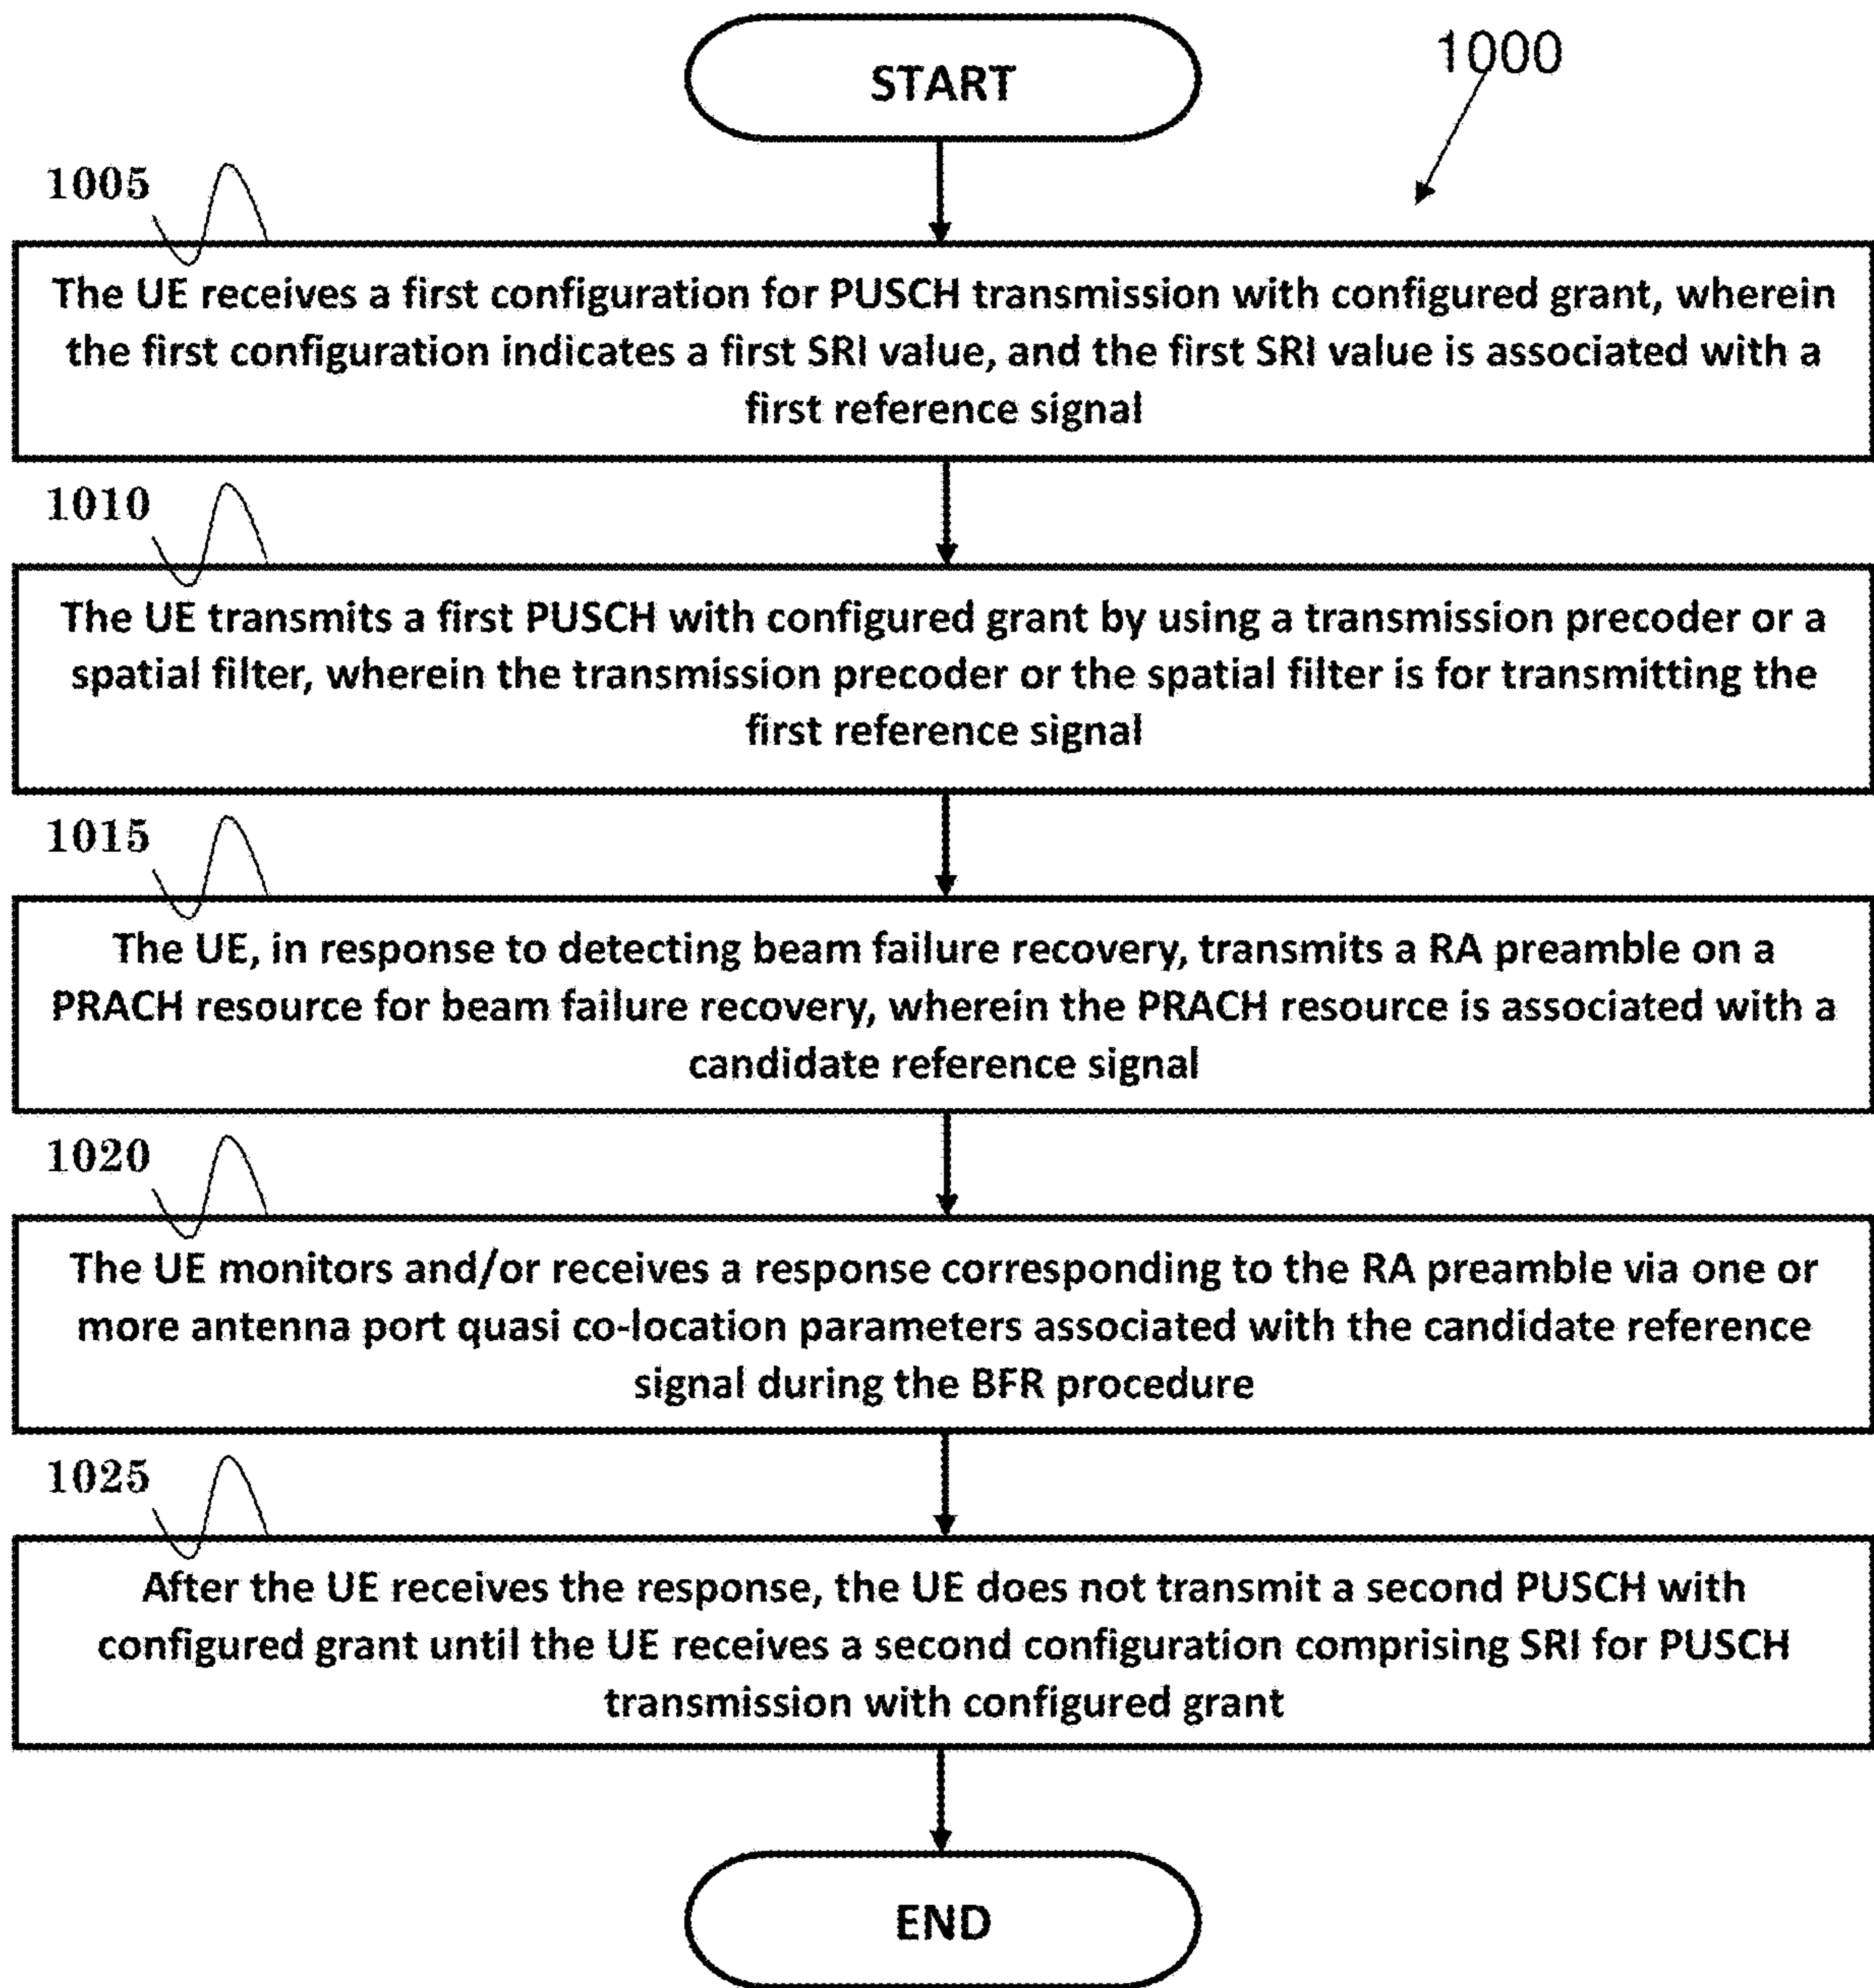 START
1000
1005
The UE receives a first configuration for PUSCH transmission with configured grant, wherein
the first configuration indicates a first SRI value, and the first SRI value is associated with a
first reference signal
1010
The UE transmits a first PUSCH with configured grant by using a transmission precoder or a
spatial filter, wherein the transmission precoder or the spatial filter is for transmitting the
first reference signal
1015
The UE, in response to detecting beam failure recovery, transmits a RA preamble on a
PRACH resource for beam failure recovery, wherein the PRACH resource is associated with a
candidate reference signal
1020
The UE monitors and/or receives a response corresponding to the RA preamble via one or
more antenna port quasi co-location parameters associated with the candidate reference
signal during the BFR procedure
1025
After the UE receives the response, the UE does not transmit a second PUSCH with
configured grant until the UE receives a second configuration comprising SRI for PUSCH
transmission with configured grant
END